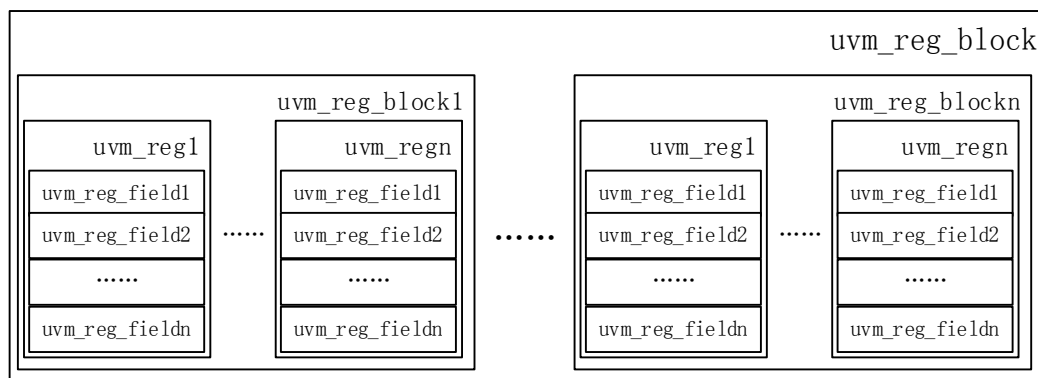 uvm_reg_block
uvm_reg_block1
uvm_reg_blockn
uvm_reg1
uvm_regn
uvm_reg1
uvm_regn
uvm_reg_field1
uvm_reg_field1
uvm_reg_field1
uvm_reg_field1
uvm_reg_field2
……
uvm_reg_field2
……
uvm_reg_field2
……
uvm_reg_field2
……
……
……
……
uvm_reg_fieldn
uvm_reg_fieldn
uvm_reg_fieldn
uvm_reg_fieldn